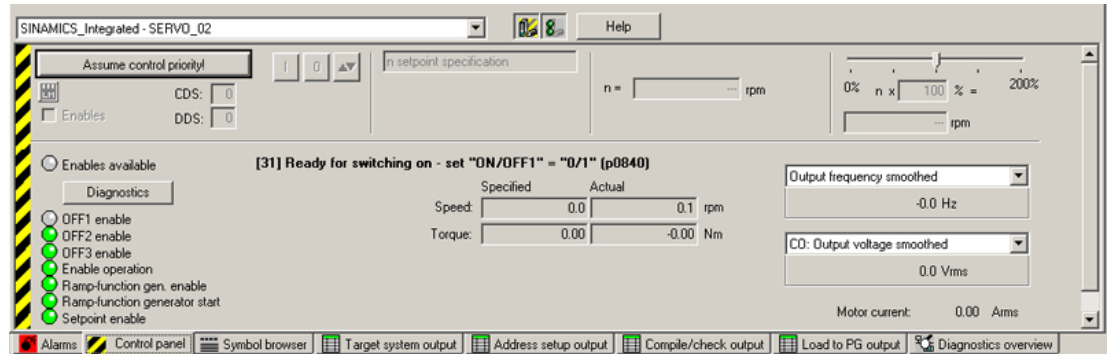 SINAMICS_Integrated - SERVO_02
Help
Assume control priority!
I 0
n setpoint specification
n = --- rpm
0% n x 100 % = 200%
--- rpm
CDS: 0
Enables
DDS: 0
Enables available
[31] Ready for switching on - set "ON/OFF1" = "0/1" (p0840)
Diagnostics
Specified Actual
Speed: 0.0 0.1 rpm
Torque: 0.00 -0.00 Nm
Output frequency smoothed
-0.0 Hz
CO: Output voltage smoothed
0.0 Vrms
Motor current: 0.00 Arms
OFF1 enable
OFF2 enable
OFF3 enable
Enable operation
Ramp-function gen. enable
Ramp-function generator start
Setpoint enable
Alarms
Control panel
Symbol browser
Target system output
Address setup output
Compile/check output
Load to PG output
Diagnostics overview